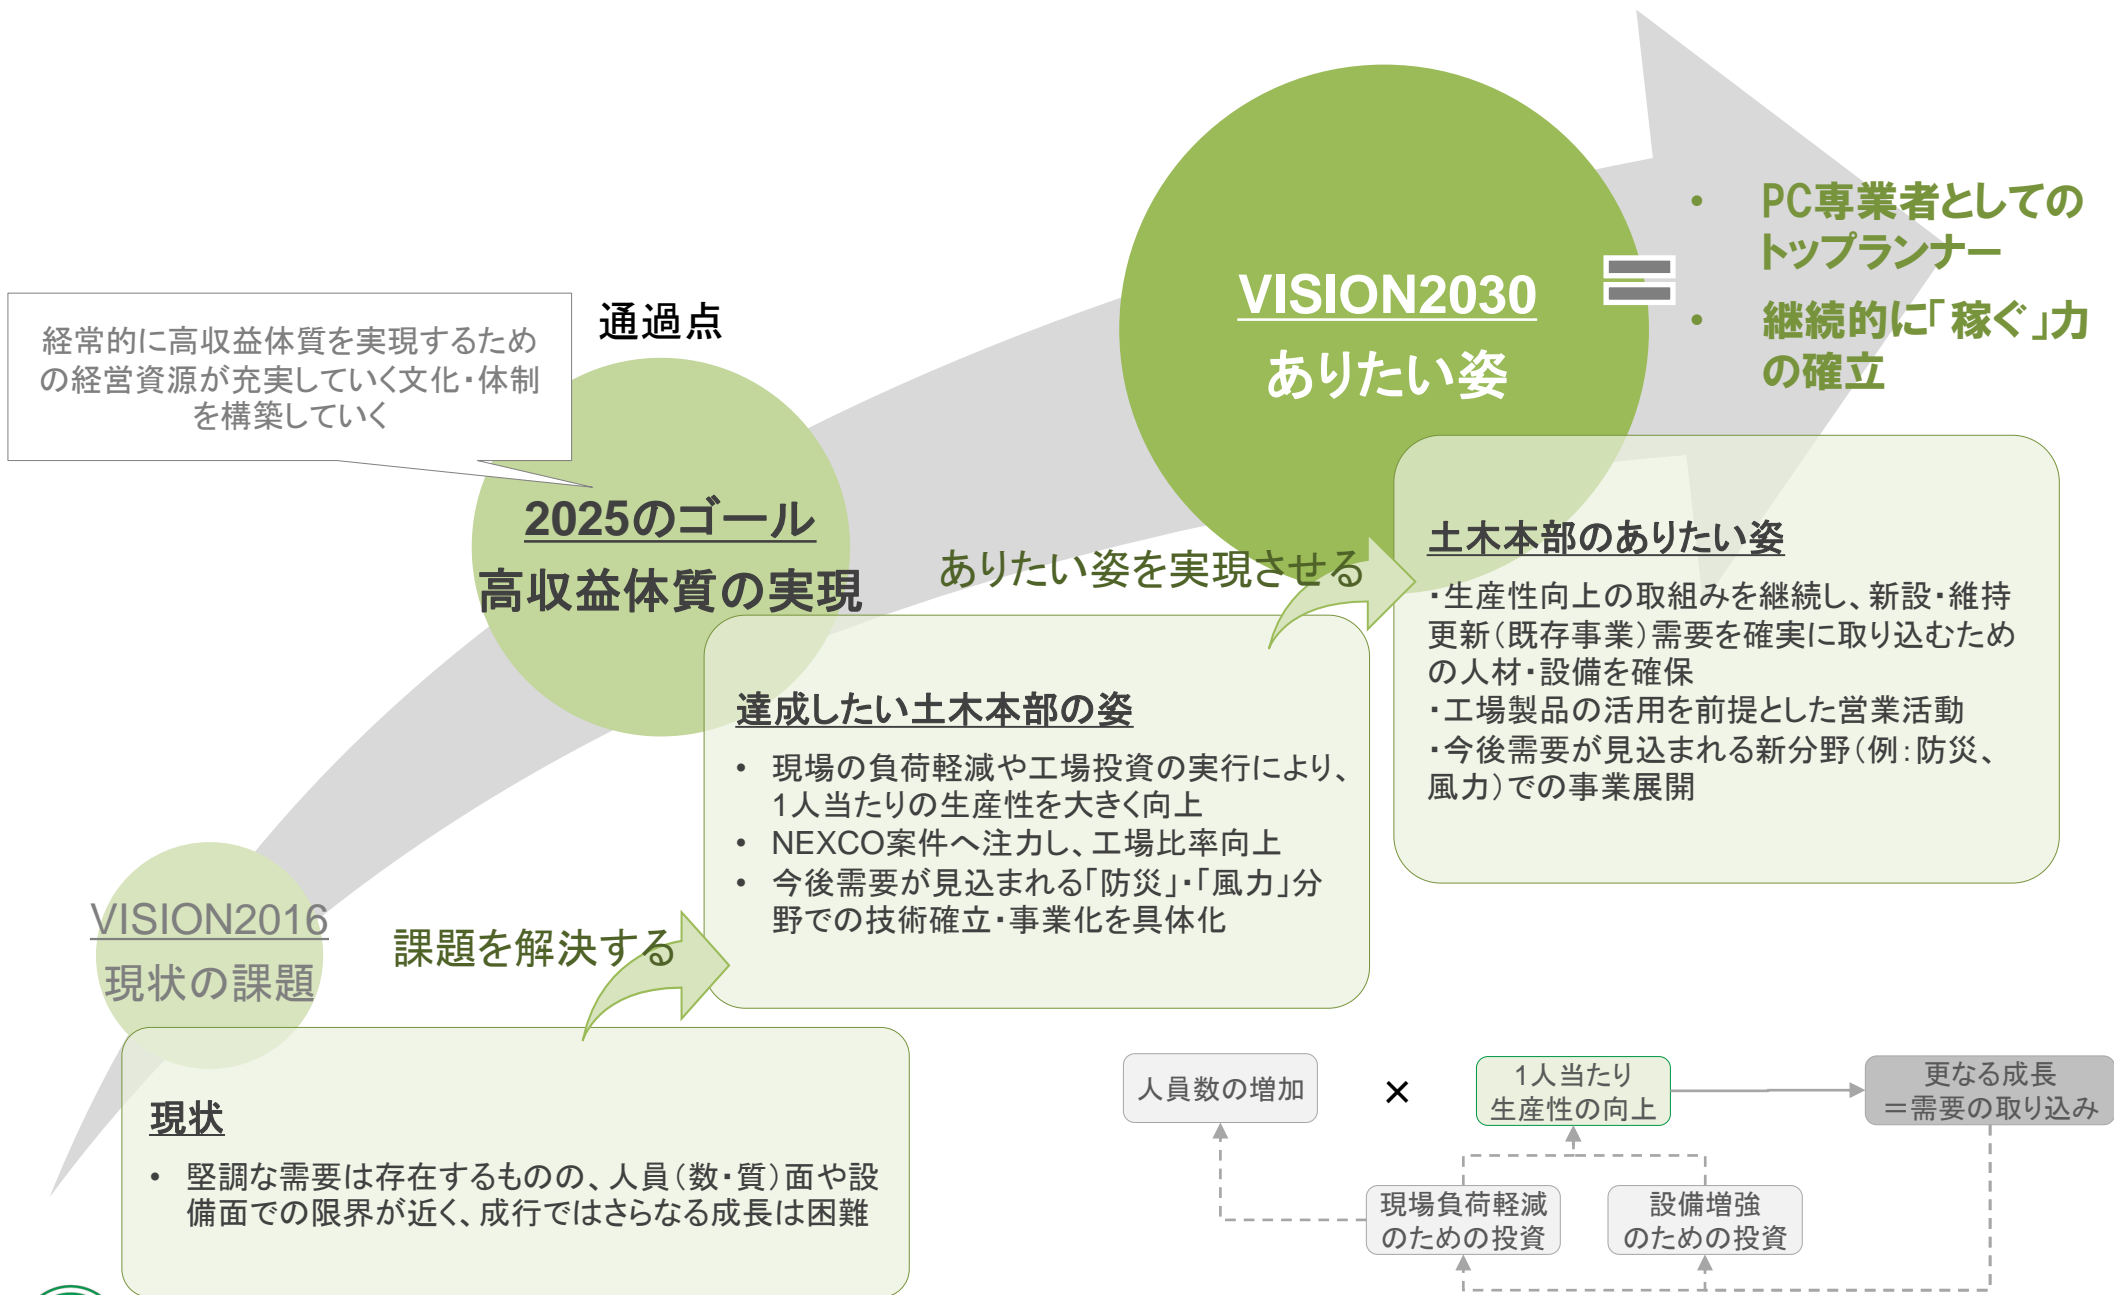 経常的に高収益体質を実現するため
の経営資源が充実していく文化・体制
を構築していく
通過点
2025のゴール
高収益体質の実現
VISION2030
ありたい姿
• PC専業者としての
トップランナー
• 継続的に「稼ぐ」力
の確立
VISION2016
現状の課題
課題を解決する
ありたい姿を実現させる
現状
• 堅調な需要は存在するものの、人員（数・質）面や設
備面での限界が近く、成行ではさらなる成長は困難
達成したい土木本部の姿
• 現場の負荷軽減や工場投資の実行により、
1人当たりの生産性を大きく向上
• NEXCO案件へ注力し、工場比率向上
• 今後需要が見込まれる「防災」・「風力」分
野での技術確立・事業化を具体化
土木本部のありたい姿
・生産性向上の取組みを継続し、新設・維持
更新（既存事業）需要を確実に取り込むため
の人材・設備を確保
・工場製品の活用を前提とした営業活動
・今後需要が見込まれる新分野（例：防災、
風力）での事業展開
人員数の増加
×
1人当たり
生産性の向上
更なる成長
＝需要の取り込み
現場負荷軽減
のための投資
設備増強
のための投資